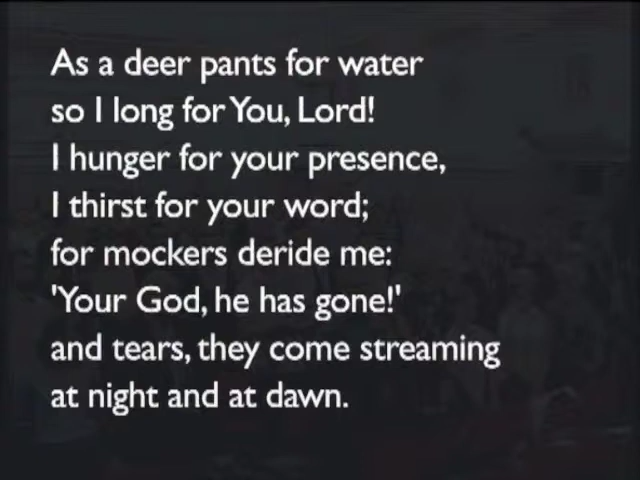 As a deer pants for water
so I long for You, Lord!
I hunger for your presence,
I thirst for your word;
for mockers deride me:
'Your God, he has gone!'
and tears, they come streaming
at night and at dawn.